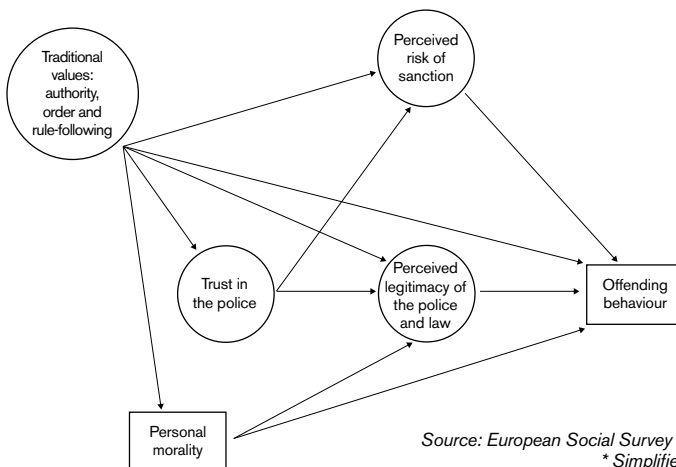 Traditional
values:
authority,
order and
rule-following
Perceived
risk of
sanction
Trust in
the police
Perceived
legitimacy of
the police
and law
Offending
behaviour
Personal
morality
Source: European Social Survey
* Simplifie